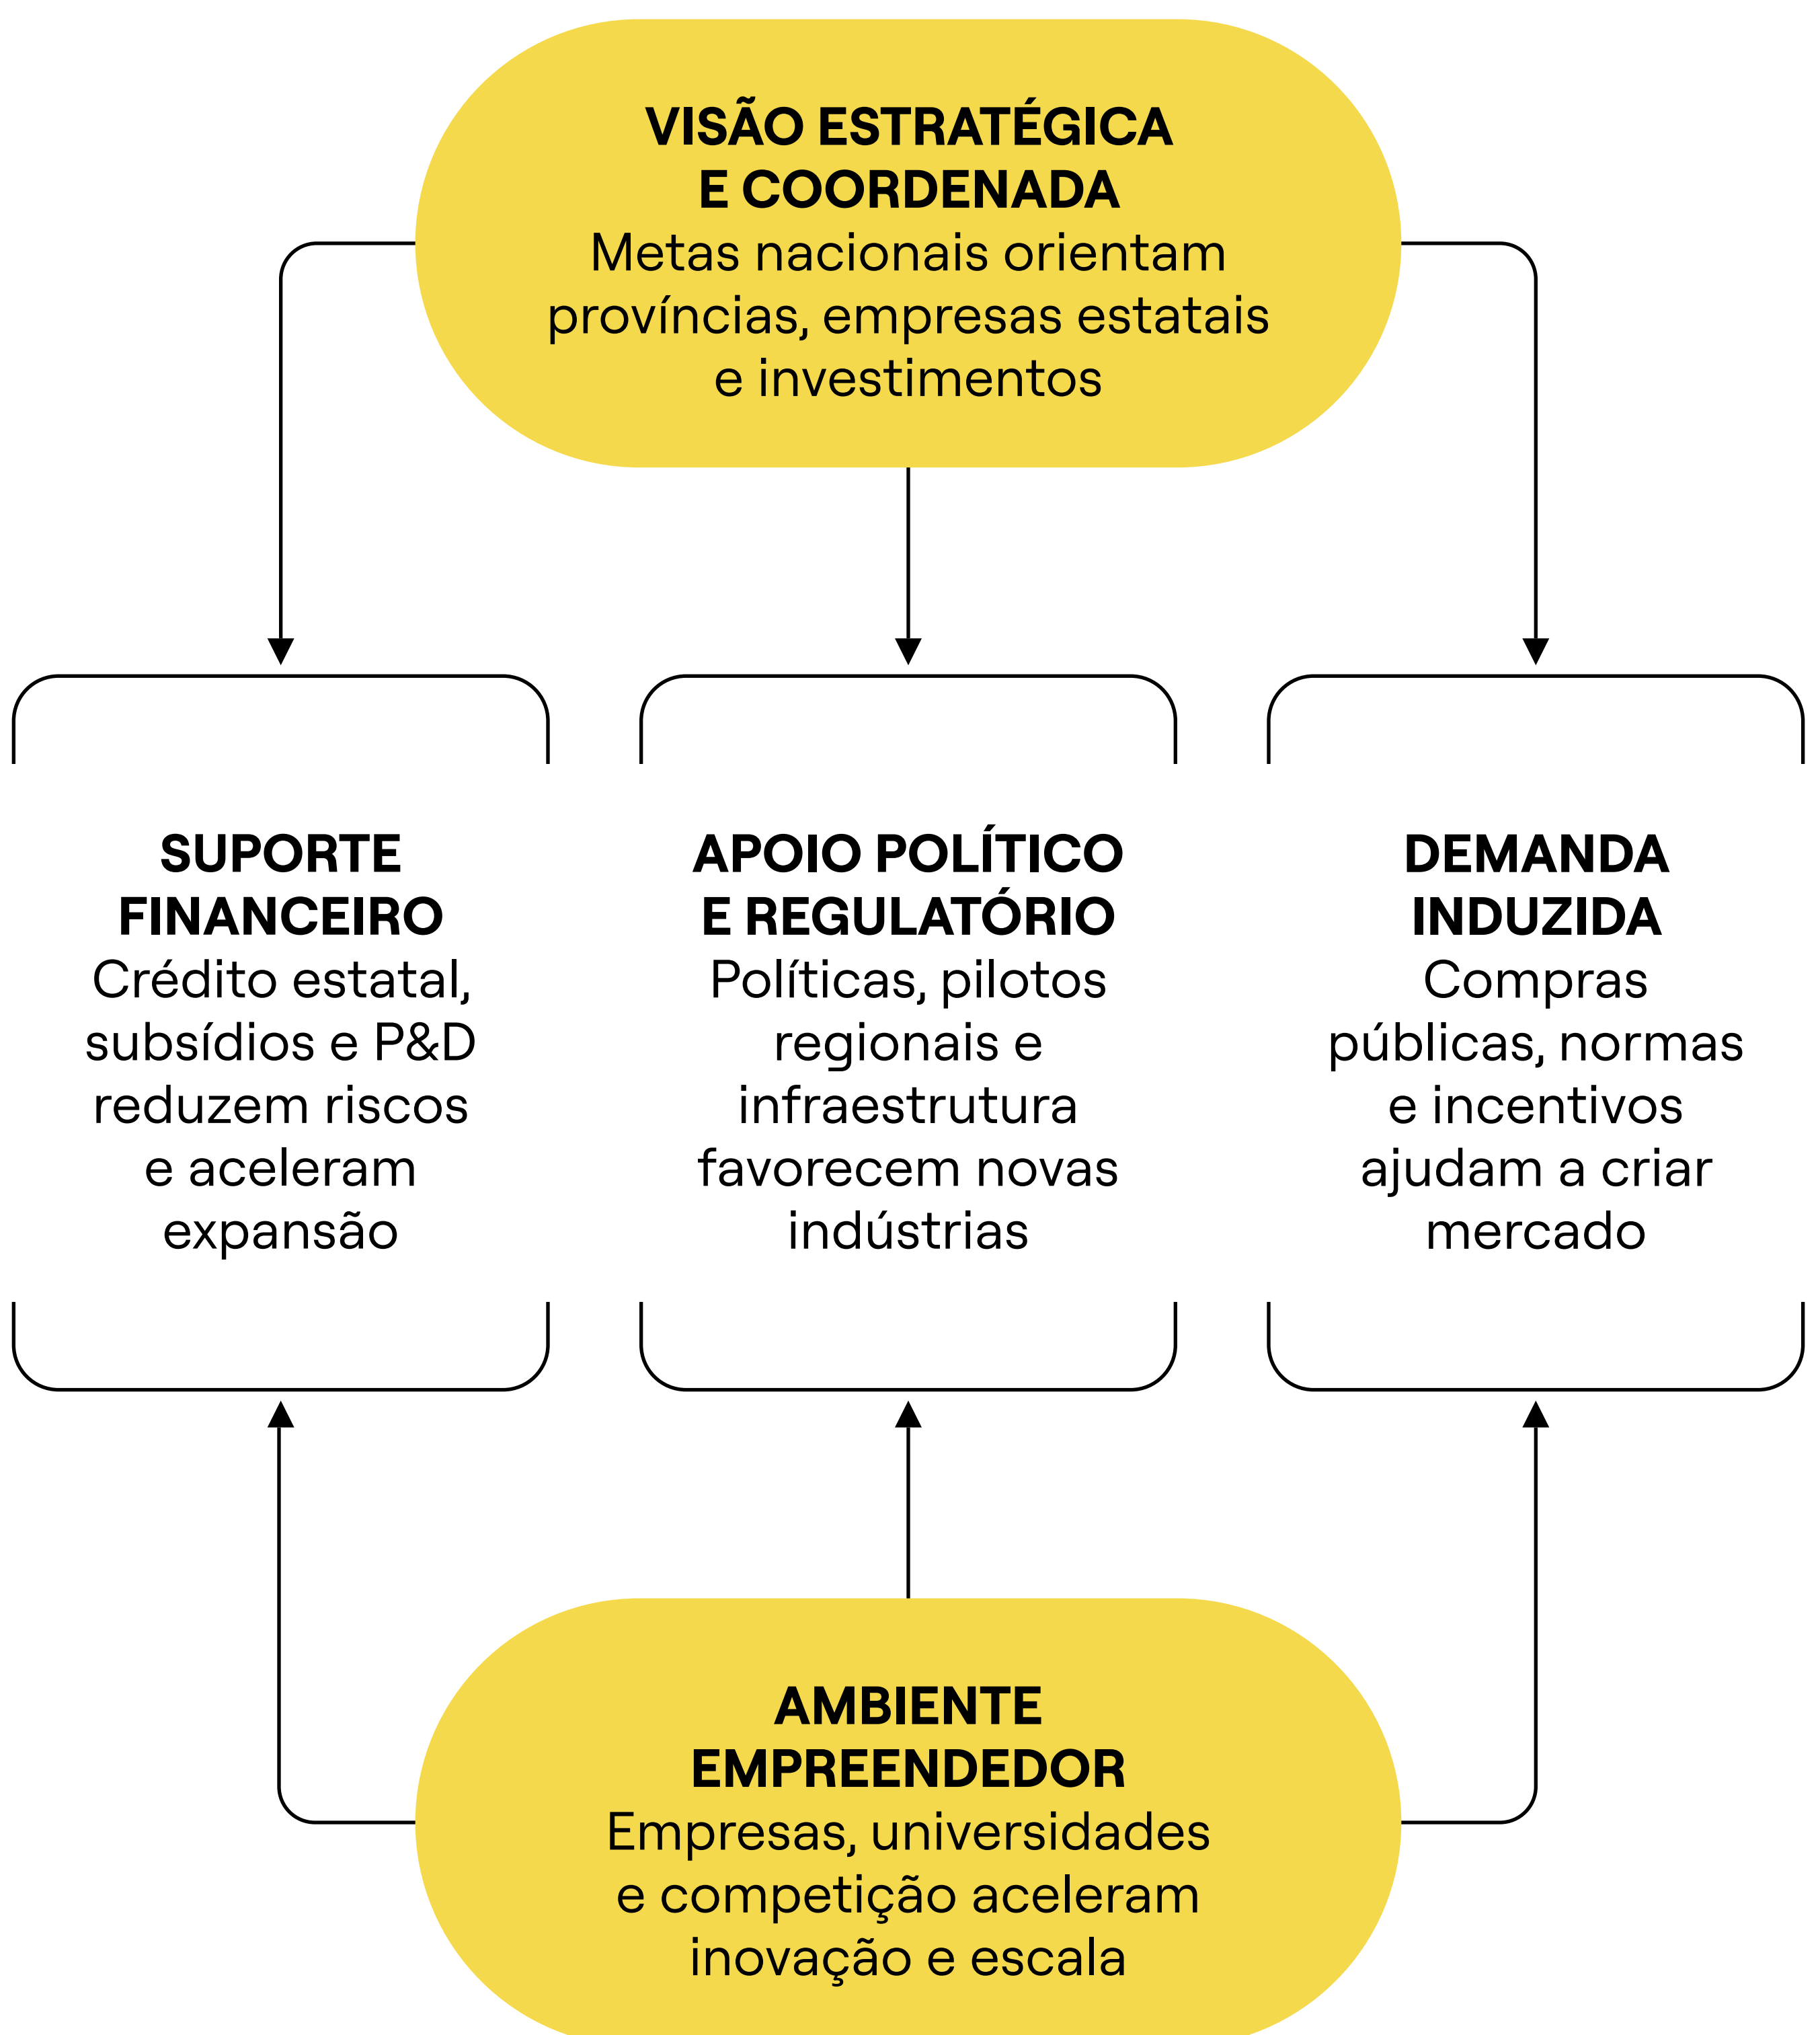 VISÃO ESTRATÉGICA
E COORDENADA
Metas nacionais orientam
províncias, empresas estatais
e investimentos
SUPORTE
FINANCEIRO
Crédito estatal,
subsídios e P&D
reduzem riscos
e aceleram
expansão
APOIO POLÍTICO
E REGULATÓRIO
Políticas, pilotos
regionais e
infraestrutura
favorecem novas
indústrias
DEMANDA
INDUZIDA
Compras
públicas, normas
e incentivos
ajudam a criar
mercado
AMBIENTE
EMPREENDEDOR
Empresas, universidades
e competição aceleram
inovação e escala